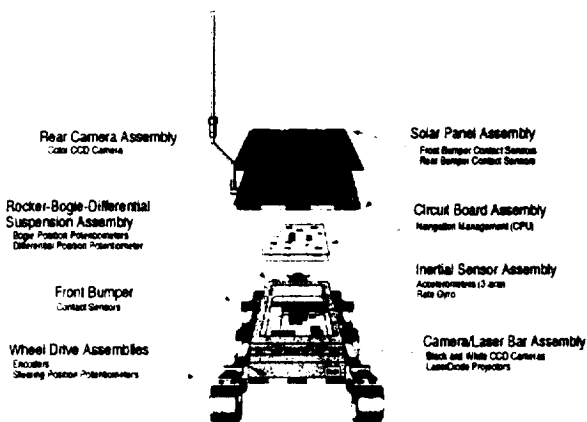 Rear Camera Assembly
Color CCD Camera
Rocker-Bogie-Differential
Suspension Assembly
Bogie Position Potentiometers
Differential Position Potentiometer
Front Bumper
Contact Sensors
Wheel Drive Assemblies
Encoders
Steering Position Potentiometers
Solar Panel Assembly
Front Bumper Contact Sensors
Rear Bumper Contact Sensors
Circuit Board Assembly
Navigation Management (CPU)
Inertial Sensor Assembly
Accelerometers (3 axis)
Rate Gyro
Camera/Laser Bar Assembly
Black and White CCD Cameras
Laser Diode Projectors